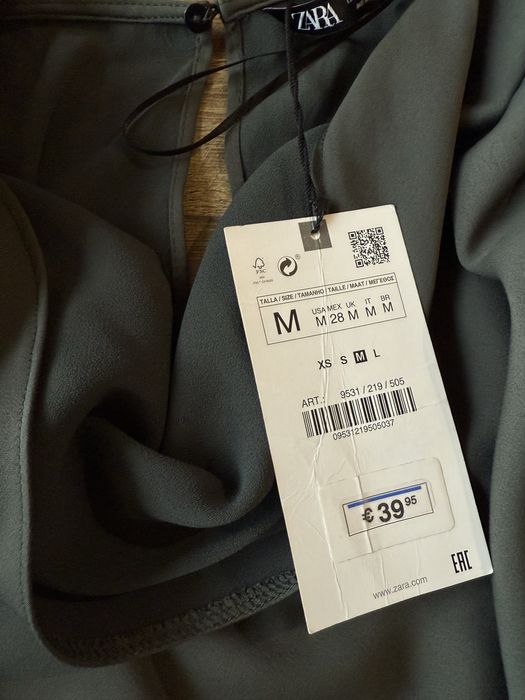 ZARA
FSC
TALLA / SIZE / TAMANHO / TAILLE / MAAT / ΜΕΓΕΘΟΣ
M
USA MEX UK IT BR
M 28 M M M
XS S M L
ART.: 9531 / 219 / 505
09531219505037
€ 39 95
EAC
www.zara.com